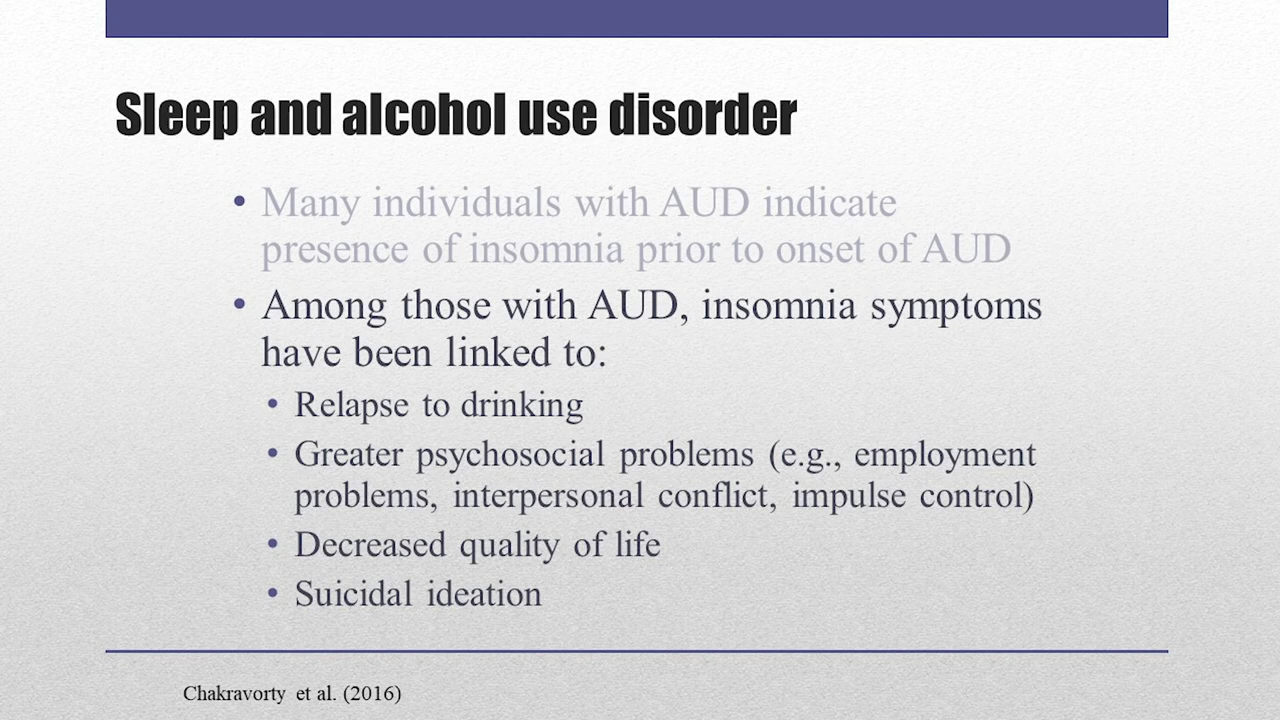 Sleep and alcohol use disorder
• Many individuals with AUD indicate
presence of insomnia prior to onset of AUD
• Among those with AUD, insomnia symptoms
have been linked to:
• Relapse to drinking
• Greater psychosocial problems (e.g., employment
problems, interpersonal conflict, impulse control)
• Decreased quality of life
• Suicidal ideation
Chakravorty et al. (2016)